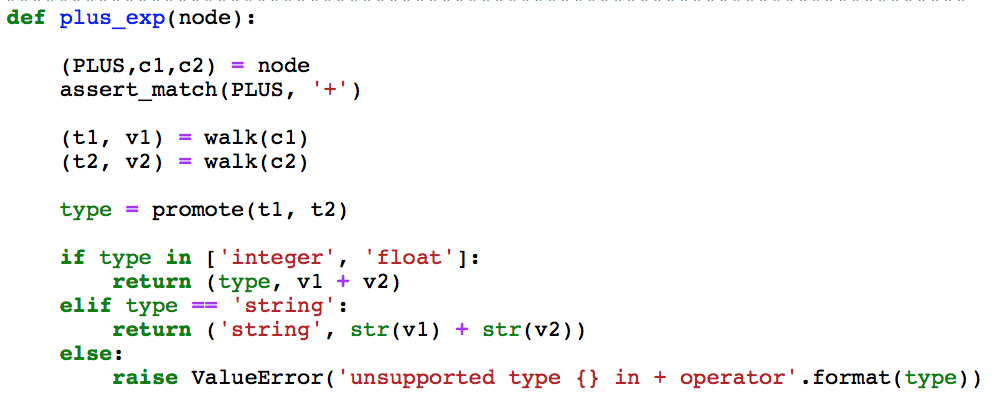 def plus_exp(node):
(PLUS,c1,c2) = node
assert_match(PLUS, '+')
(t1, v1) = walk(c1)
(t2, v2) = walk(c2)
type = promote(t1, t2)
if type in ['integer', 'float']:
return (type, v1 + v2)
elif type == 'string':
return ('string', str(v1) + str(v2))
else:
raise ValueError('unsupported type {} in + operator'.format(type))